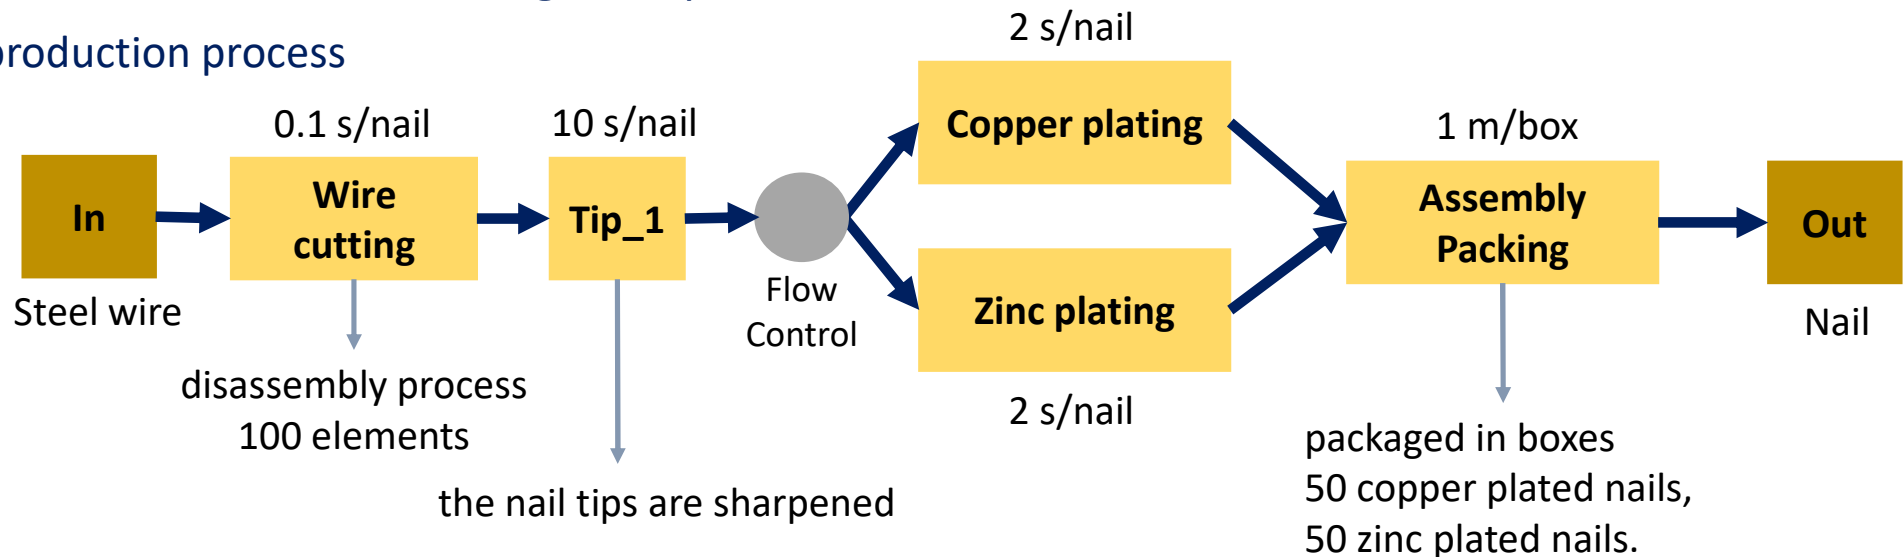 production process
In
Steel wire
0.1 s/nail
Wire
cutting
disassembly process
100 elements
10 s/nail
Tip_1
the nail tips are sharpened
Flow
Control
2 s/nail
Copper plating
Zinc plating
2 s/nail
1 m/box
Assembly
Packing
packaged in boxes
50 copper plated nails,
50 zinc plated nails.
Out
Nail